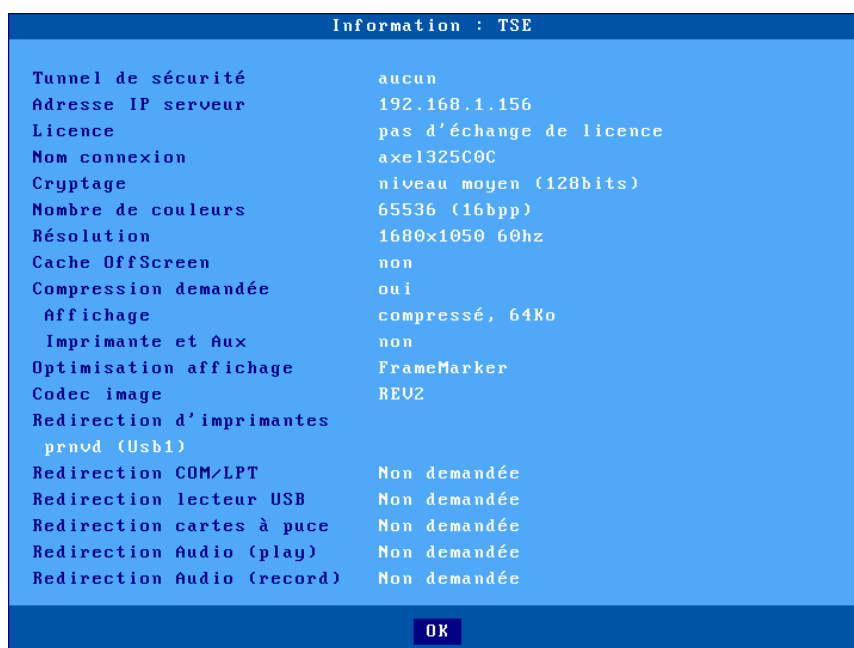 Information : TSE
Tunnel de sécurité aucun
Adresse IP serveur 192.168.1.156
Licence pas d'échange de licence
Nom connexion axel325C0C
Cryptage niveau moyen (128bits)
Nombre de couleurs 65536 (16bpp)
Résolution 1680x1050 60hz
Cache OffScreen non
Compression demandée oui
Affichage compressé, 64Ko
Imprimante et Aux non
Optimisation affichage FrameMarker
Codec image REV2
Redirection d'imprimantes
prnvd (Usb1)
Redirection COM/LPT Non demandée
Redirection lecteur USB Non demandée
Redirection cartes à puce Non demandée
Redirection Audio (play) Non demandée
Redirection Audio (record) Non demandée
OK